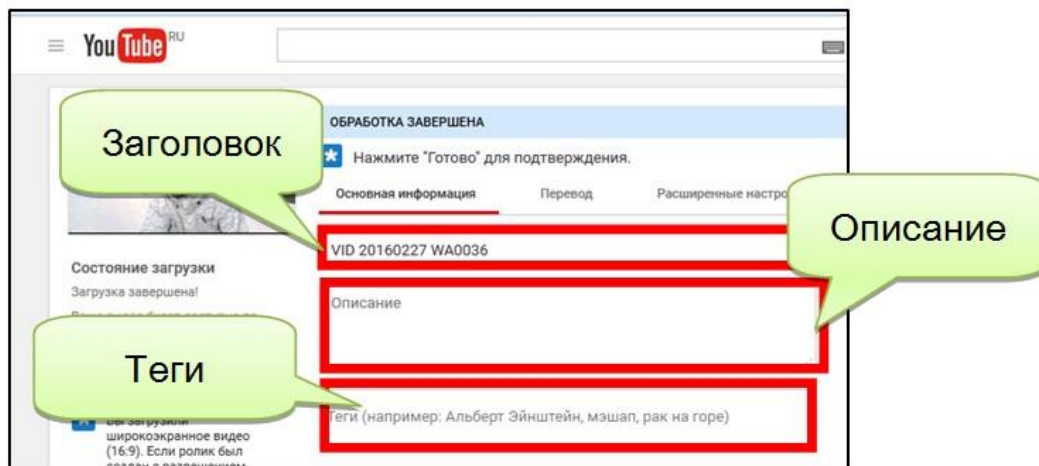 YouTube RU
ОБРАБОТКА ЗАВЕРШЕНА
Заголовок
Нажмите "Готово" для подтверждения.
Основная информация
Перевод
Расширенные настро
Описание
VID 20160227 WA0036
Состояние загрузки
Загрузка завершена!
Описание
Теги
Теги (например: Альберт Эйнштейн, мэшап, рак на горе)
Вы загрузили
широкоэкранное видео
(16:9). Если ролик был
создан с разрешением